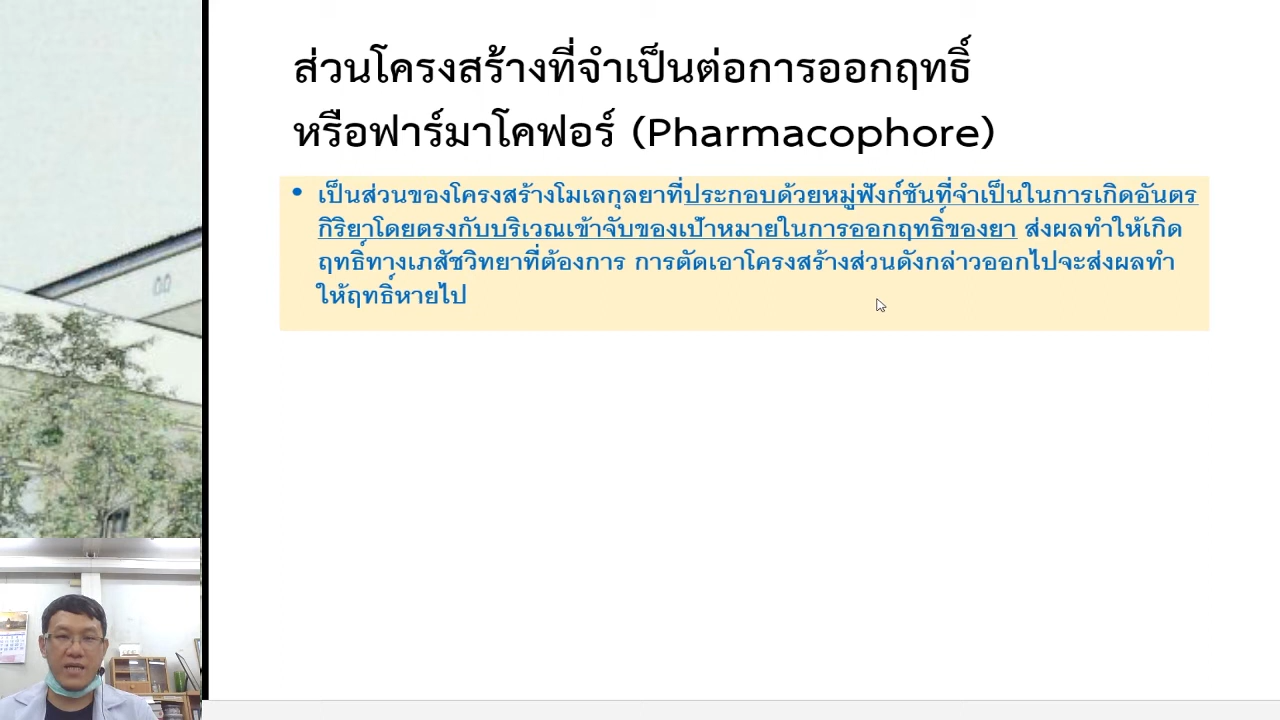 ส่วนโครงสร้างที่จำเป็นต่อการออกฤทธิ์
หรือฟาร์มาโคฟอร์ (Pharmacophore)
• เป็นส่วนของโครงสร้างโมเลกุลยาที่ประกอบด้วยหมู่ฟังก์ชันที่จำเป็นในการเกิดอันตร
กิริยาโดยตรงกับบริเวณเข้าจับของเป้าหมายในการออกฤทธิ์ของยา ส่งผลทำให้เกิด
ฤทธิ์ทางเภสัชวิทยาที่ต้องการ การตัดเอาโครงสร้างส่วนดังกล่าวออกไปจะส่งผลทำ
ให้ฤทธิ์หายไป